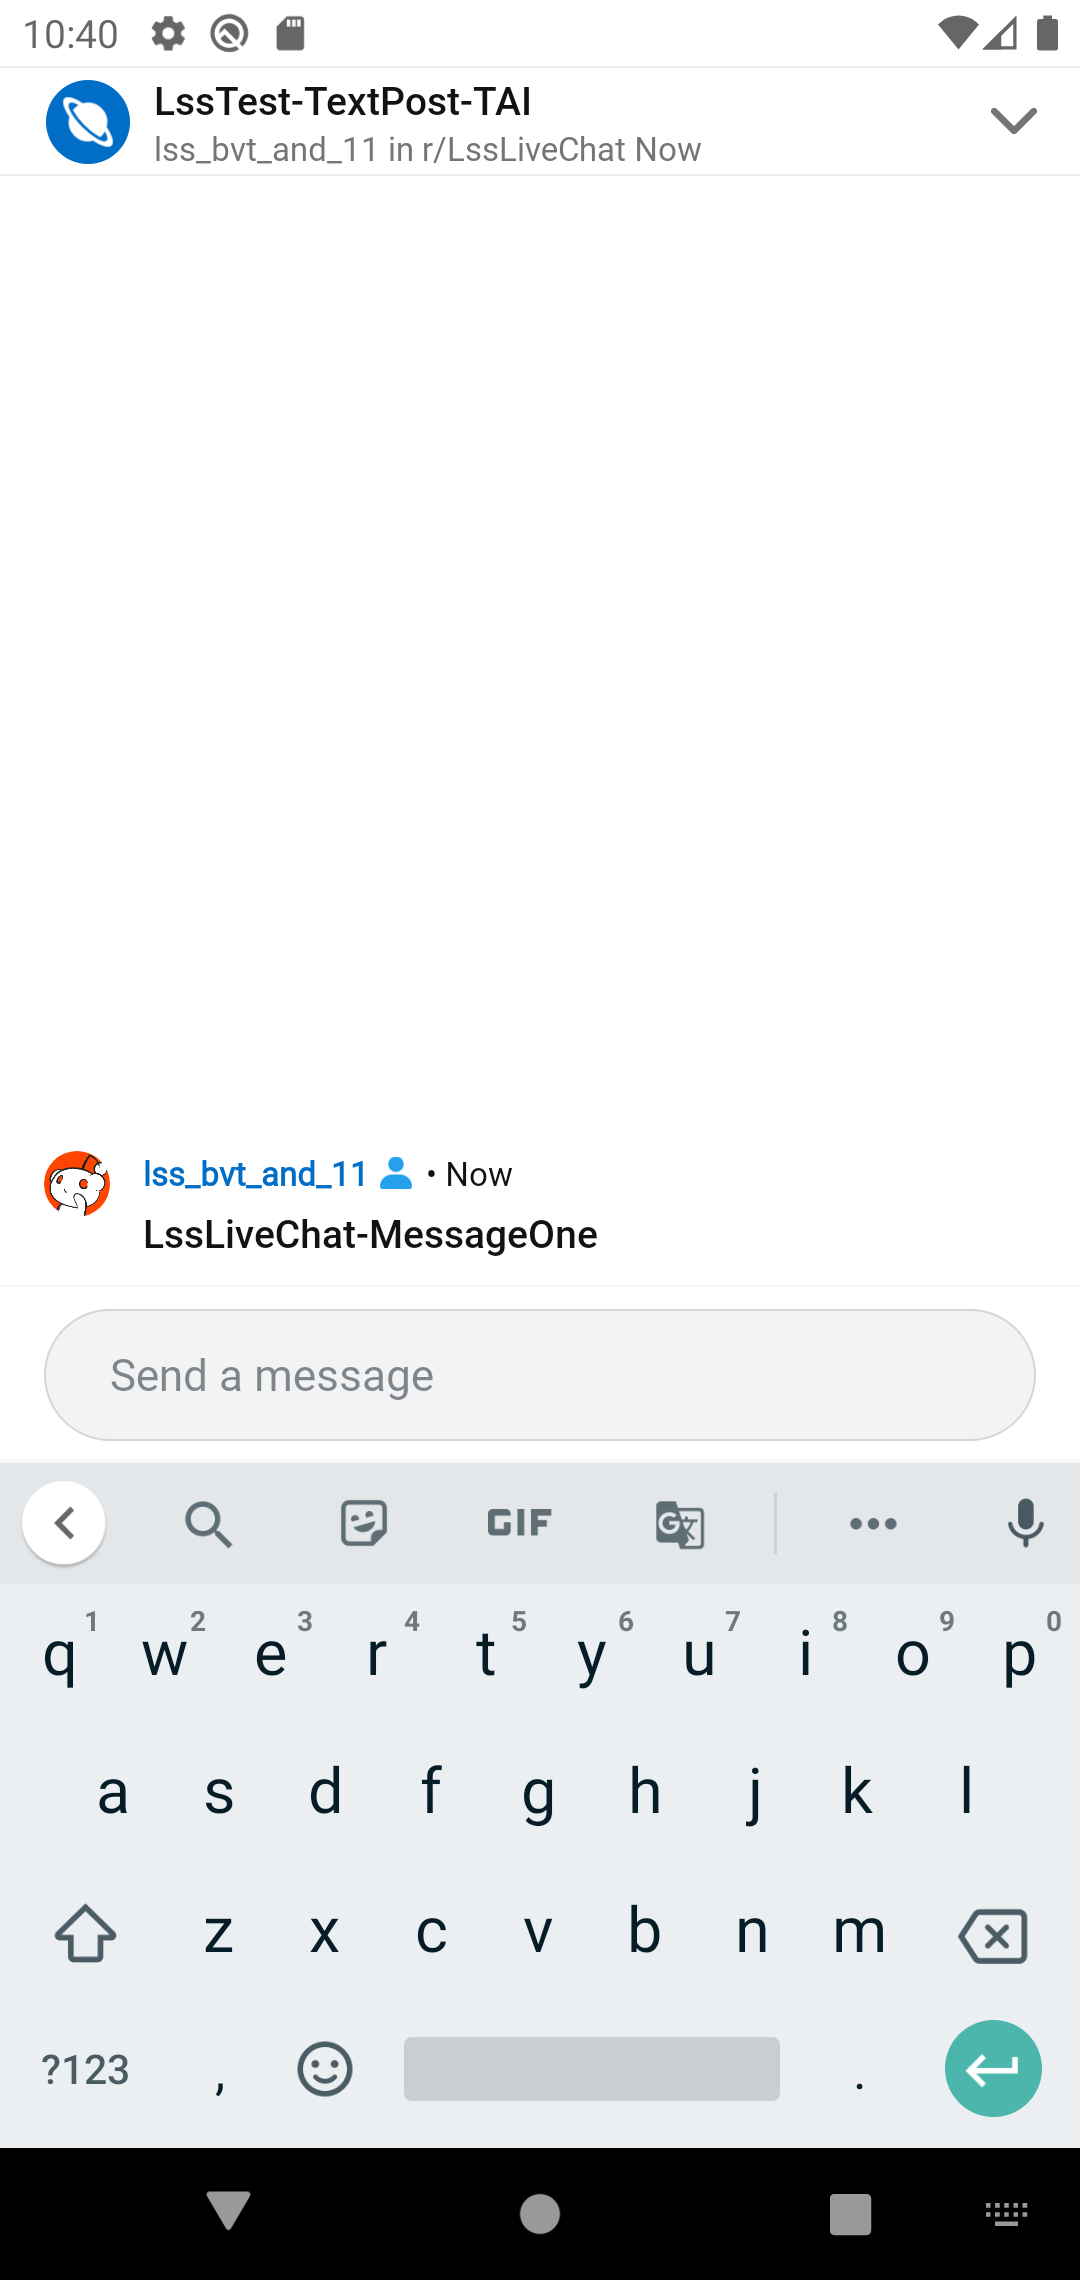 10:40
LssTest-TextPost-TAI
lss_bvt_and_11 in r/LssLiveChat Now
lss_bvt_and_11 • Now
LssLiveChat-MessageOne
Send a message
GIF
G 文
1 2 3 4 5 6 7 8 9 0
q w e r t y u i o p
a s d f g h j k l
z x c v b n m
?123 , .